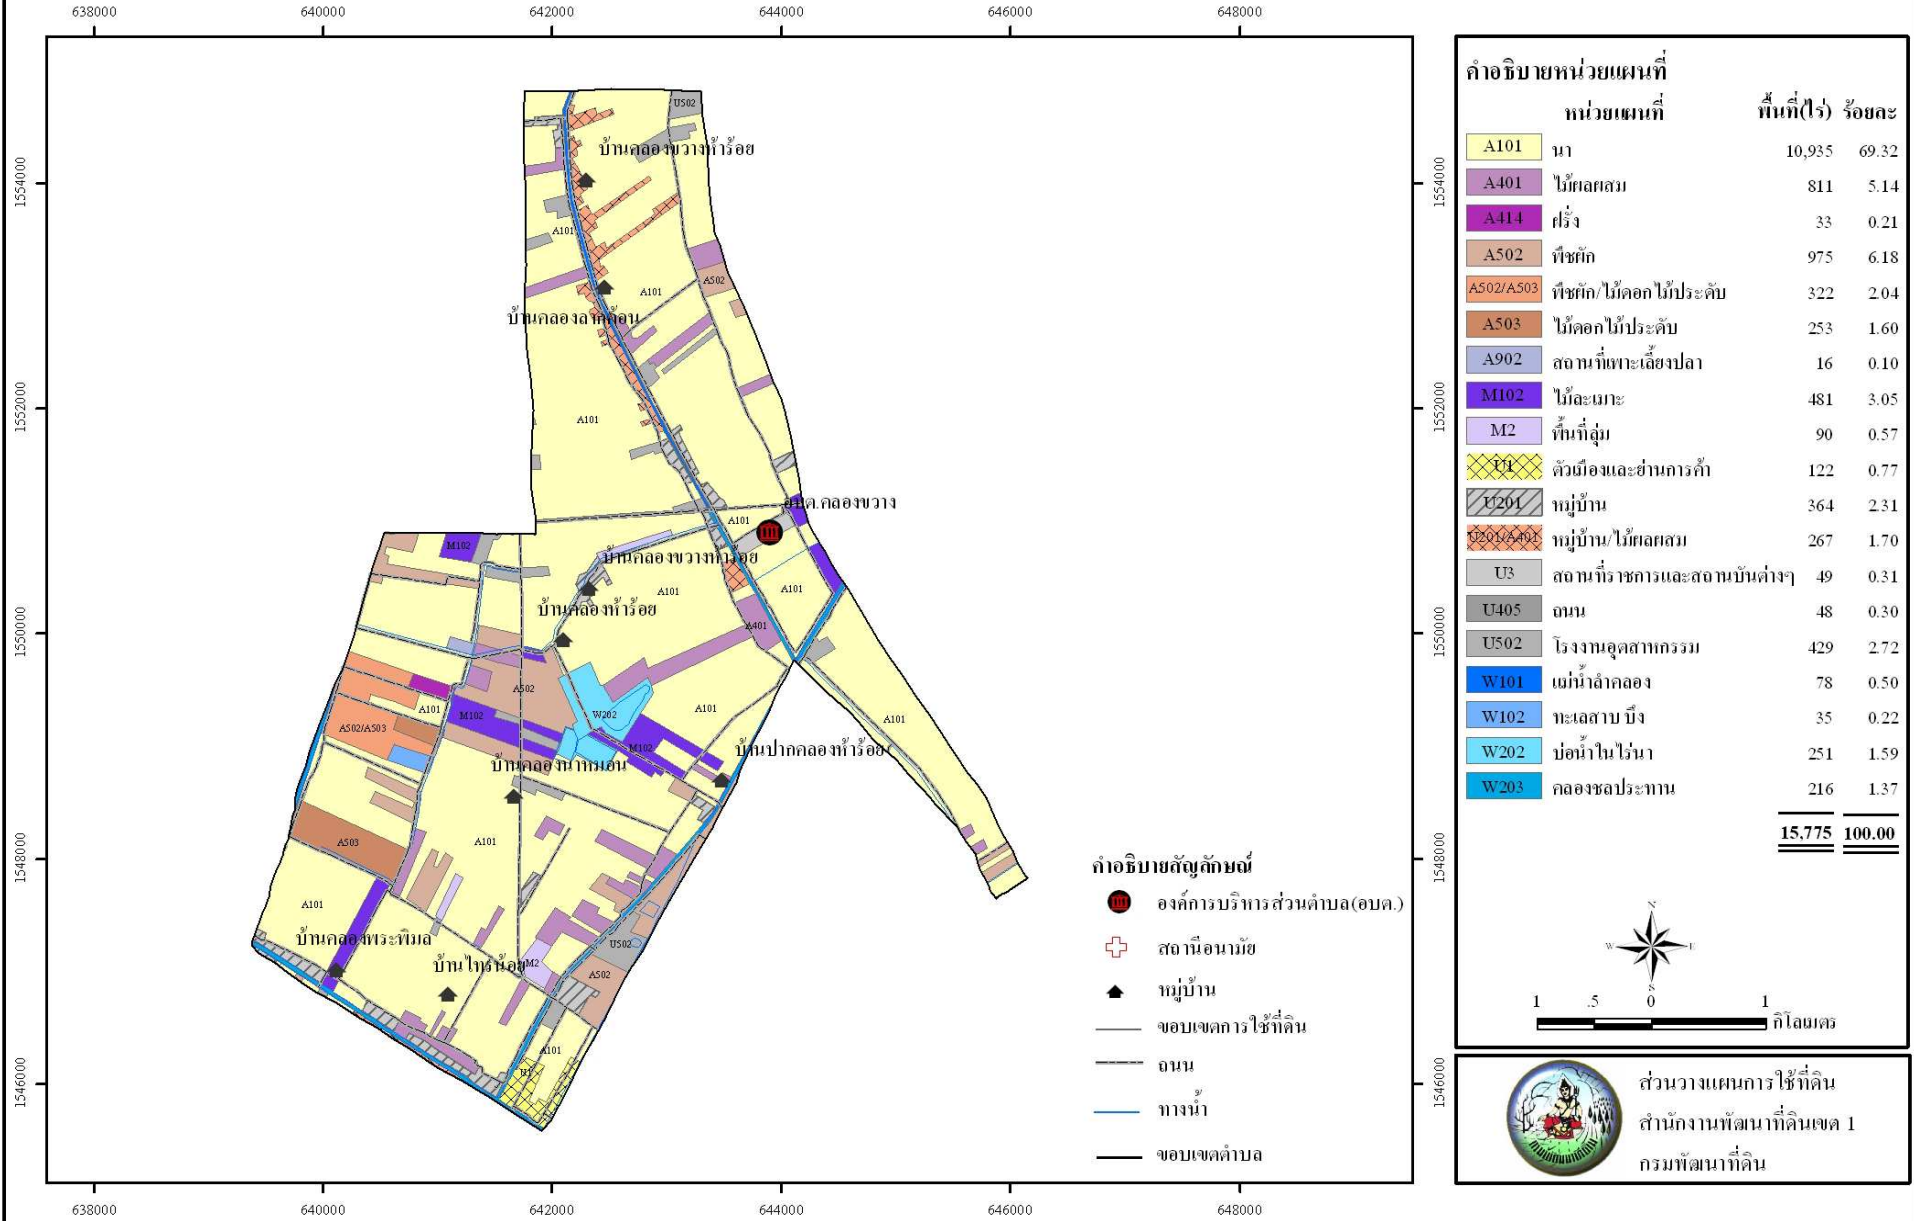 638000 640000 642000 644000 646000 648000
1554000 1554000
1552000 1552000
1550000 1550000
1548000 1548000
1546000 1546000
U502
บ้านคลองขวางห้าร้อย
A101
A101 A502
บ้านคลองลากค้อน
A101
อบต.คลองขวาง
A101
M102
บ้านคลองขวางห้าร้อย
A101 A101
บ้านคลองห้าร้อย
A401
A502
A101 M102 W202 A101 A101
A502/A503
M102
บ้านปากคลองห้าร้อย
บ้านคลองนาหมอน
A503 A101
A101
บ้านคลองพระพิมล
U502
บ้านไทรน้อย M2
A502
A101
U1
638000 640000 642000 644000 646000 648000
คำอธิบายสัญลักษณ์
องค์การบริหารส่วนตำบล(อบต.)
สถานีอนามัย
หมู่บ้าน
ขอบเขตการใช้ที่ดิน
ถนน
ทางน้ำ
ขอบเขตตำบล
คำอธิบายหน่วยแผนที่
หน่วยแผนที่ พื้นที่(ไร่) ร้อยละ
A101 นา 10,935 69.32
A401 ไม้ผลผสม 811 5.14
A414 ฝรั่ง 33 0.21
A502 พืชผัก 975 6.18
A502/A503 พืชผัก/ไม้ดอกไม้ประดับ 322 2.04
A503 ไม้ดอกไม้ประดับ 253 1.60
A902 สถานที่เพาะเลี้ยงปลา 16 0.10
M102 ไม้ละเมาะ 481 3.05
M2 พื้นที่ลุ่ม 90 0.57
U1 ตัวเมืองและย่านการค้า 122 0.77
U201 หมู่บ้าน 364 2.31
U201/A401 หมู่บ้าน/ไม้ผลผสม 267 1.70
U3 สถานที่ราชการและสถานบันต่างๆ 49 0.31
U405 ถนน 48 0.30
U502 โรงงานอุตสาหกรรม 429 2.72
W101 แม่น้ำลำคลอง 78 0.50
W102 ทะเลสาบ บึง 35 0.22
W202 บ่อน้ำในไร่นา 251 1.59
W203 คลองชลประทาน 216 1.37
15,775 100.00
N
W E
S
1 .5 0 1
กิโลเมตร
ส่วนวางแผนการใช้ที่ดิน
สำนักงานพัฒนาที่ดินเขต 1
กรมพัฒนาที่ดิน
กรมพัฒนาที่ดิน